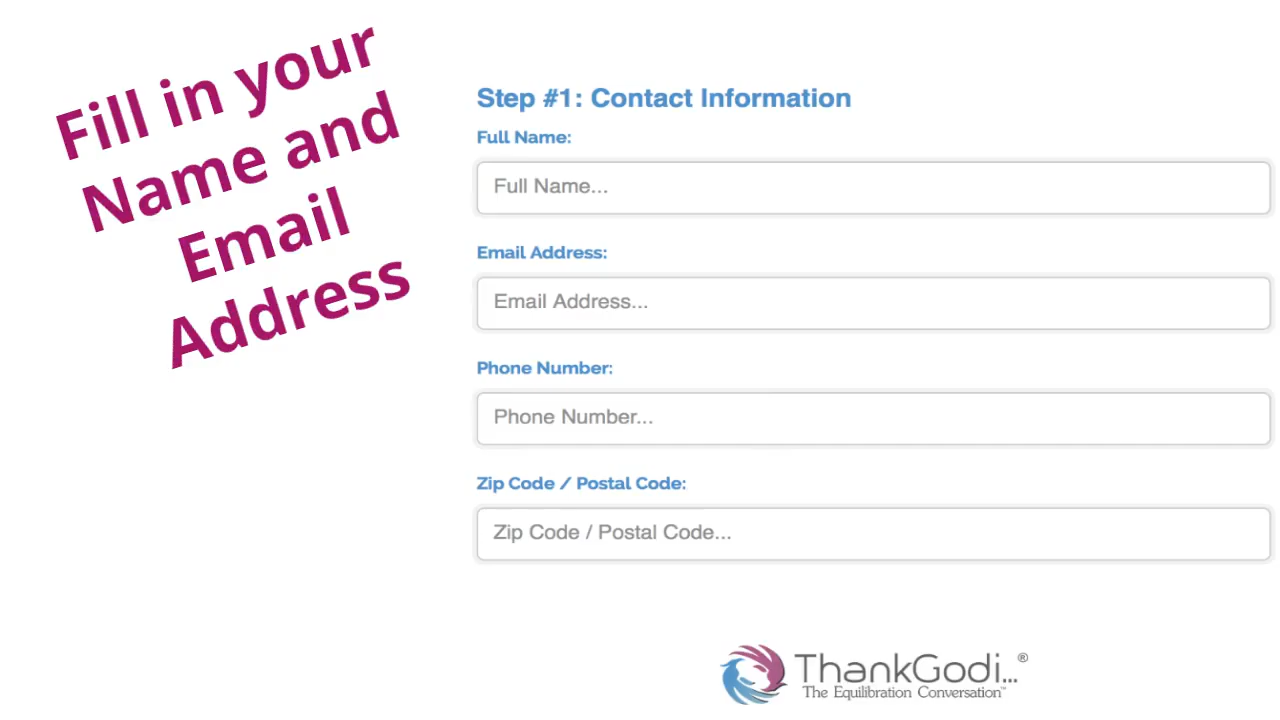 Fill in your
Name and
Email
Address
Step #1: Contact Information
Full Name:
Full Name...
Email Address:
Email Address...
Phone Number:
Phone Number...
Zip Code / Postal Code:
Zip Code / Postal Code...
ThankGodi...®
The Equilibration Conversation™